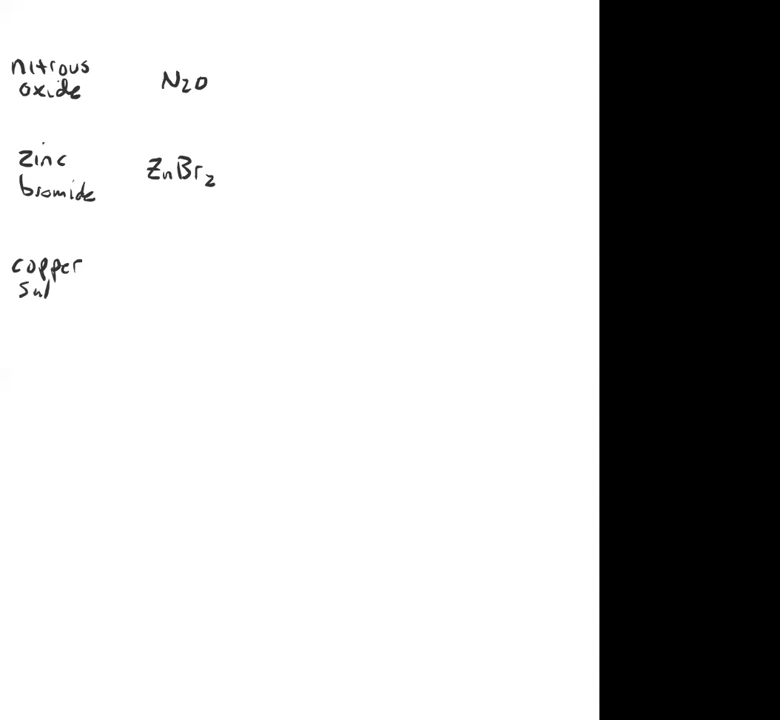 nitrous
oxide N2O
zinc
bromide ZnBr2
copper
sul